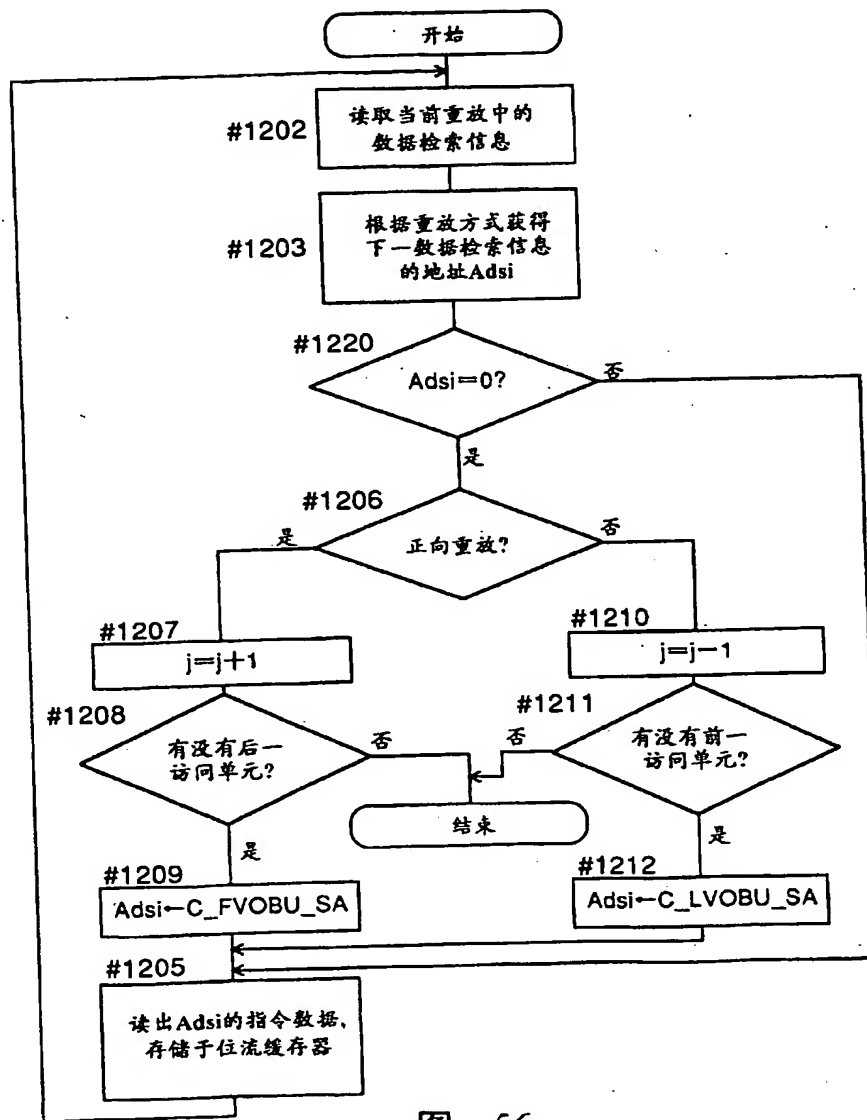 开始
#1202
读取当前重放中的
数据检索信息
#1203
根据重放方式获得
下一数据检索信息
的地址Adsi
#1220
Adsi=0?
否
是
#1206
正向重放?
是
否
#1207
j=j+1
#1210
j=j-1
#1208
有没有后一
访问单元?
否
#1211
有没有前一
访问单元?
否
结束
是
是
#1209
Adsi←C_FVOBU_SA
#1212
Adsi←C_LVOBU_SA
#1205
读出Adsi的指令数据,
存储于位流缓存器
图 56